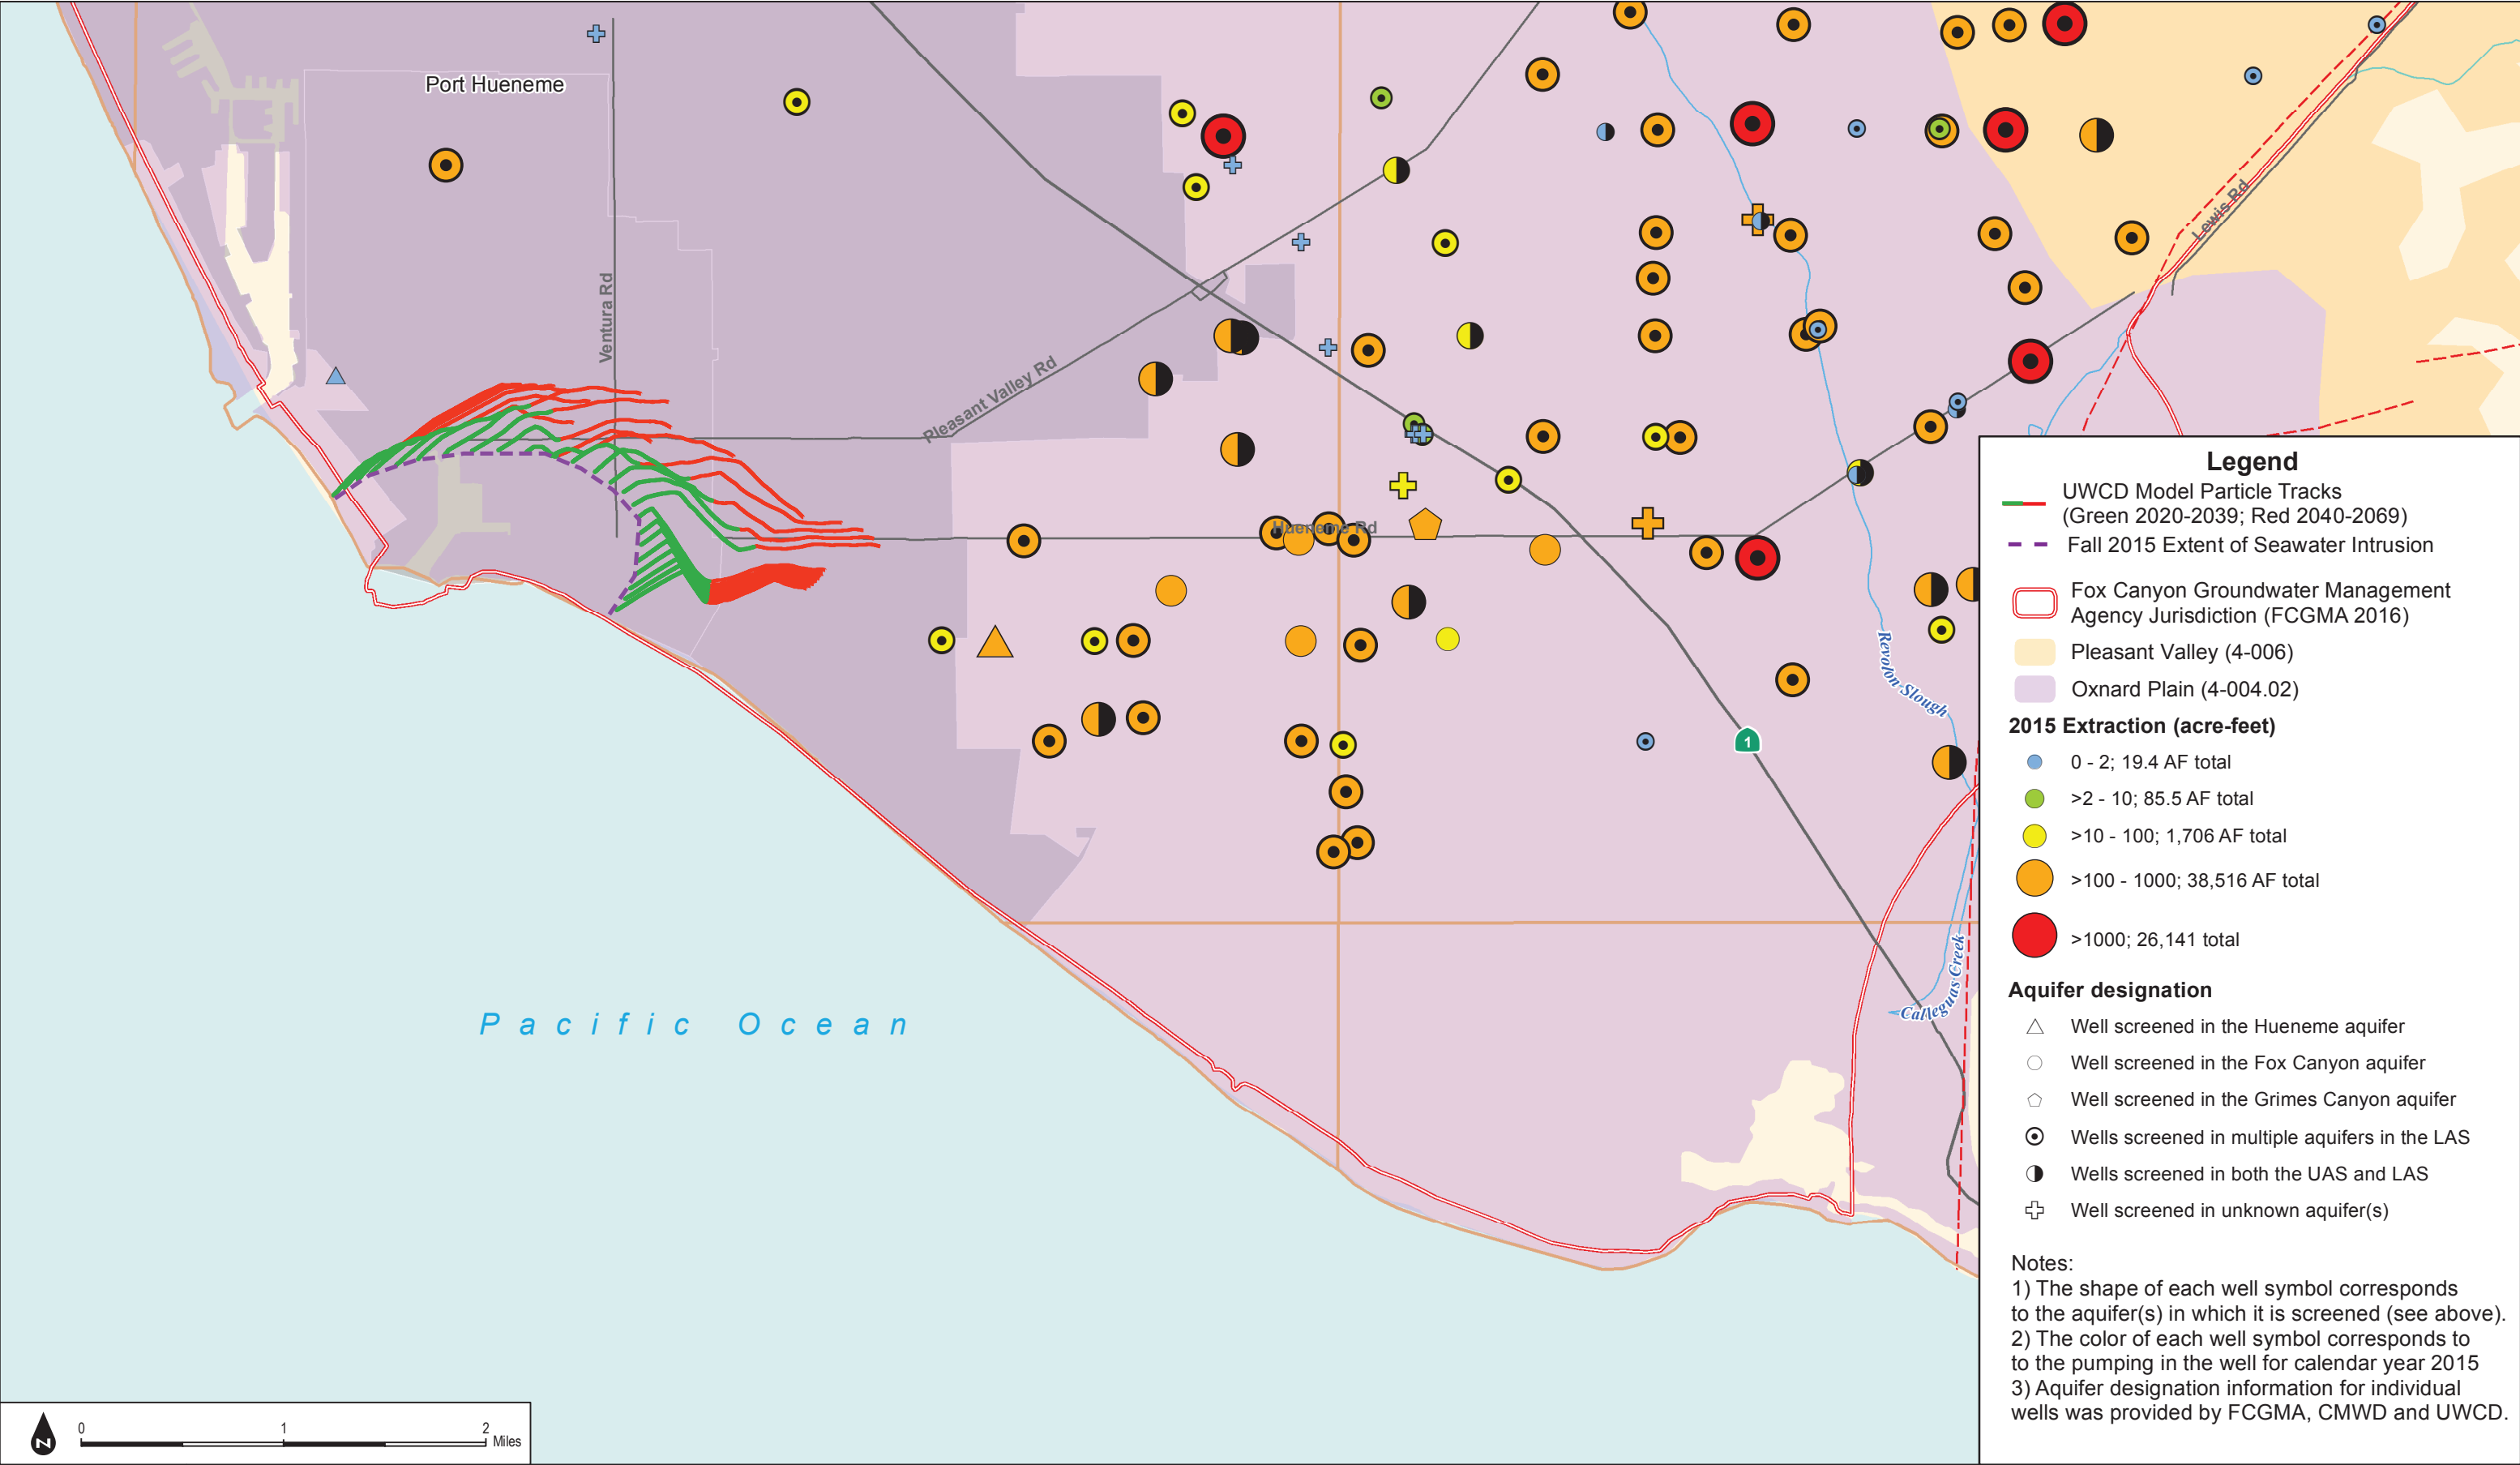 Port Hueneme
Ventura Rd
Pleasant Valley Rd
Lewis Rd
Hueneme Rd
Revolon Slough
1
Calleguas Creek
Pacific Ocean
N
0 1 2
Miles
Legend
UWCD Model Particle Tracks
(Green 2020-2039; Red 2040-2069)
Fall 2015 Extent of Seawater Intrusion
Fox Canyon Groundwater Management
Agency Jurisdiction (FCGMA 2016)
Pleasant Valley (4-006)
Oxnard Plain (4-004.02)
2015 Extraction (acre-feet)
0 - 2; 19.4 AF total
>2 - 10; 85.5 AF total
>10 - 100; 1,706 AF total
>100 - 1000; 38,516 AF total
>1000; 26,141 total
Aquifer designation
Well screened in the Hueneme aquifer
Well screened in the Fox Canyon aquifer
Well screened in the Grimes Canyon aquifer
Wells screened in multiple aquifers in the LAS
Wells screened in both the UAS and LAS
Well screened in unknown aquifer(s)
Notes:
1) The shape of each well symbol corresponds
to the aquifer(s) in which it is screened (see above).
2) The color of each well symbol corresponds to
to the pumping in the well for calendar year 2015
3) Aquifer designation information for individual
wells was provided by FCGMA, CMWD and UWCD.